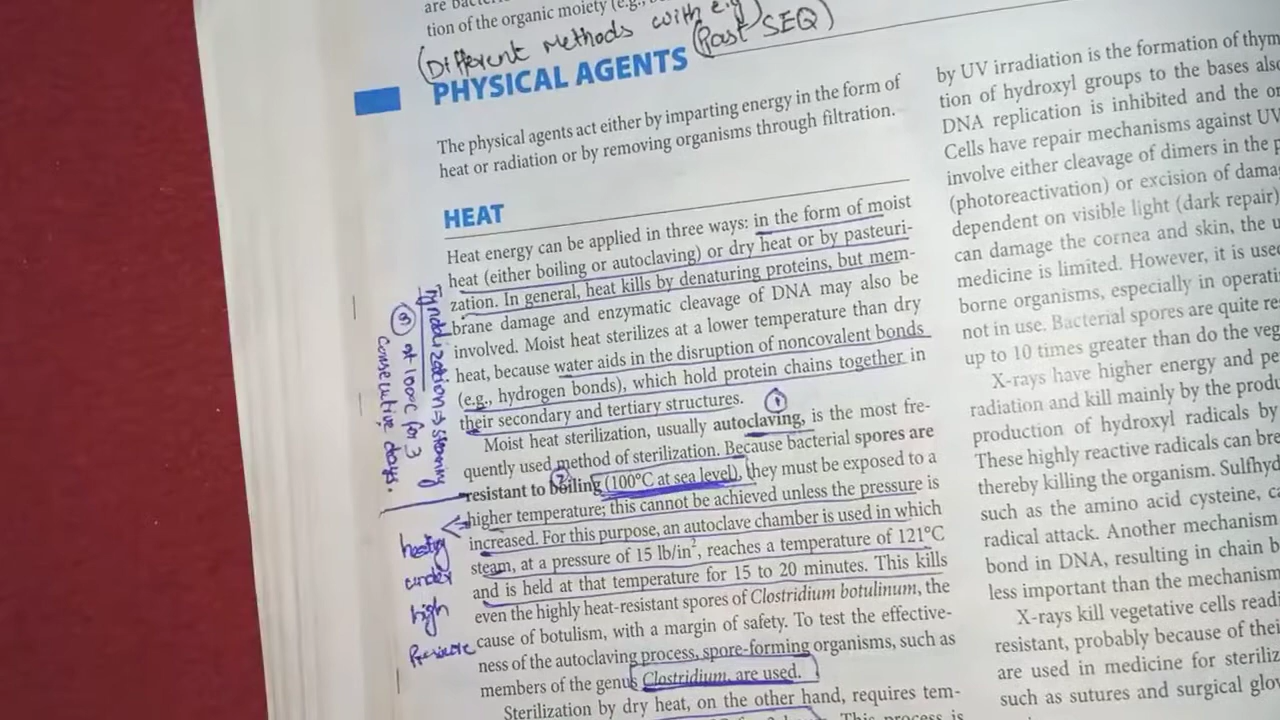 are
tion of the organic moiety (e.g.,
(Different Methods with e.g)
(Past SEQ)
PHYSICAL AGENTS
The physical agents act either by imparting energy in the form of
heat or radiation or by removing organisms through filtration.
HEAT
Heat energy can be applied in three ways: in the form of moist
heat (either boiling or autoclaving) or dry heat or by pasteuri-
zation. In general, heat kills by denaturing proteins, but mem-
brane damage and enzymatic cleavage of DNA may also be
involved. Moist heat sterilizes at a lower temperature than dry
heat, because water aids in the disruption of noncovalent bonds
(e.g., hydrogen bonds), which hold protein chains together in
their secondary and tertiary structures.
①
Moist heat sterilization, usually autoclaving, is the most fre-
quently used method of sterilization. Because bacterial spores are
②
resistant to boiling (100°C at sea level), they must be exposed to a
higher temperature; this cannot be achieved unless the pressure is
increased. For this purpose, an autoclave chamber is used in which
steam, at a pressure of 15 lb/in², reaches a temperature of 121°C
and is held at that temperature for 15 to 20 minutes. This kills
even the highly heat-resistant spores of Clostridium botulinum, the
cause of botulism, with a margin of safety. To test the effective-
ness of the autoclaving process, spore-forming organisms, such as
members of the genus Clostridium, are used.
Sterilization by dry heat, on the other hand, requires tem-
This process is
Tyndalization ⇒ steaming
at 100°C for 3
consecutive days.
heating
under
high
Pressure
by UV irradiation is the formation of thym
tion of hydroxyl groups to the bases also
DNA replication is inhibited and the or
Cells have repair mechanisms against UV
involve either cleavage of dimers in the p
(photoreactivation) or excision of dama
dependent on visible light (dark repair)
can damage the cornea and skin, the u
medicine is limited. However, it is used
borne organisms, especially in operati
not in use. Bacterial spores are quite re
up to 10 times greater than do the veg
X-rays have higher energy and pe
radiation and kill mainly by the produ
production of hydroxyl radicals by
These highly reactive radicals can bre
thereby killing the organism. Sulfhyd
such as the amino acid cysteine, ca
radical attack. Another mechanism
bond in DNA, resulting in chain b
less important than the mechanism
X-rays kill vegetative cells readi
resistant, probably because of their
are used in medicine for steriliz
such as sutures and surgical glov